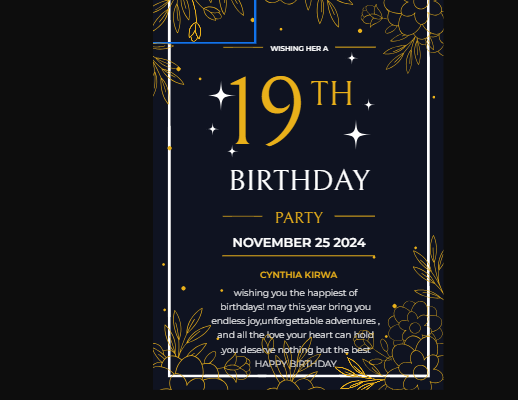 WISHING HER A
19TH
BIRTHDAY
PARTY
NOVEMBER 25 2024
CYNTHIA KIRWA
wishing you the happiest of
birthdays! may this year bring you
endless joy,unforgettable adventures ,
and all the love your heart can hold
.you deserve nothing but the best
HAPPY BIRTHDAY